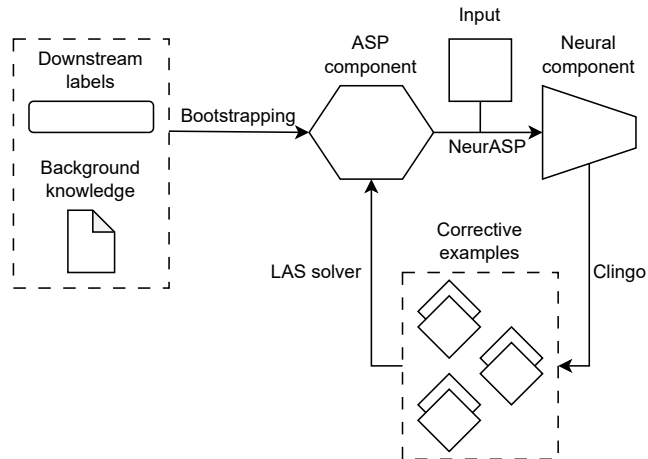 Downstream
labels
Background
knowledge
Bootstrapping
ASP
component
Input
NeurASP
Neural
component
Clingo
Corrective
examples
LAS solver